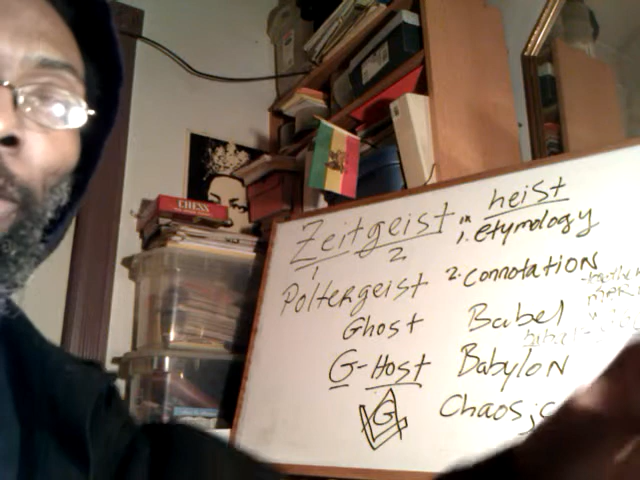 CHESS
Zeitgeist in heist
1 2
1. etymology
Poltergeist 2. connotation
Ghost Babel
G-Host Babylon
G Chaos;